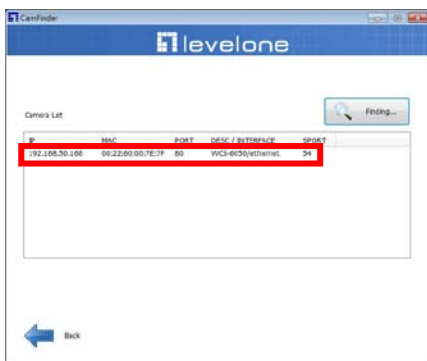 CamFinder
levelone
Finding...
Camera List
IP MAC PORT DESC / INTERFACE SPORT
192.168.50.168 00:22:60:00:7E:7F 80 WCS-6050/ethernet 54
Back